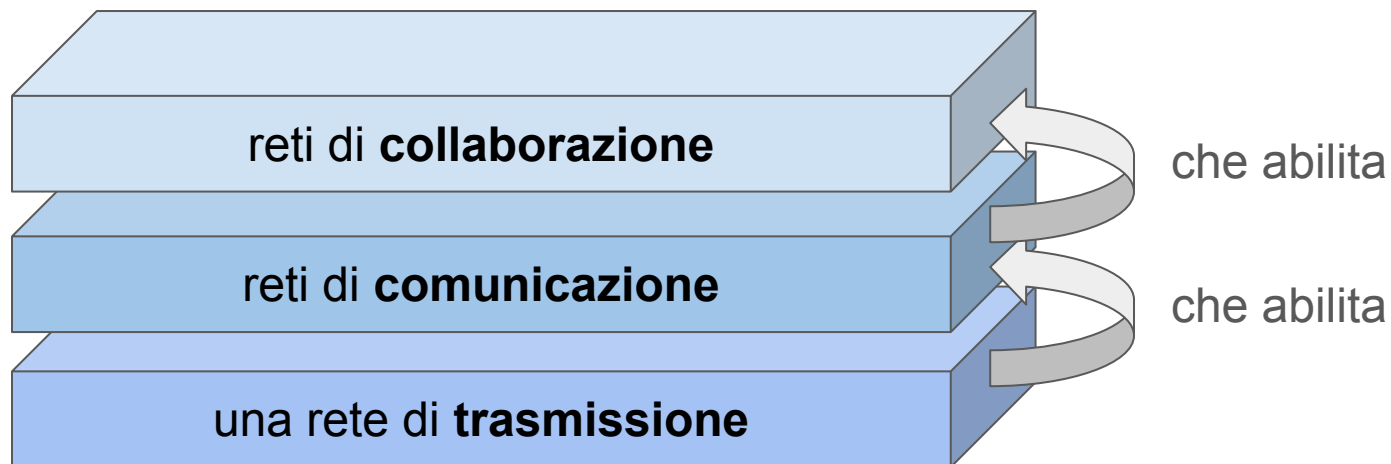 reti di collaborazione
che abilita
reti di comunicazione
che abilita
una rete di trasmissione